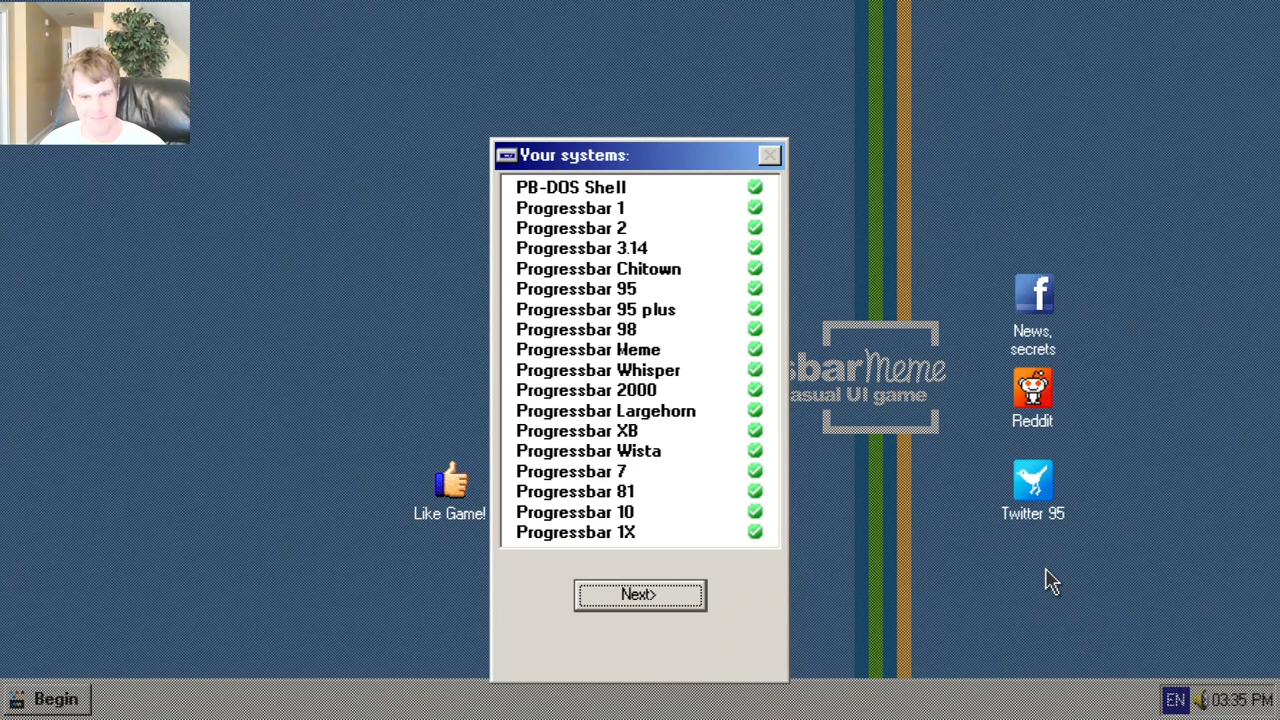 Your systems:
PB-DOS Shell
Progressbar 1
Progressbar 2
Progressbar 3.14
Progressbar Chitown
Progressbar 95
Progressbar 95 plus
Progressbar 98
Progressbar Meme
Progressbar Whisper
Progressbar 2000
Progressbar Largehorn
Progressbar XB
Progressbar Wista
Progressbar 7
Progressbar 81
Progressbar 10
Progressbar 1X
Next>
Like Game!
sbarMeme
asual UI game
News,
secrets
Reddit
Twitter 95
Begin
EN 03:35 PM